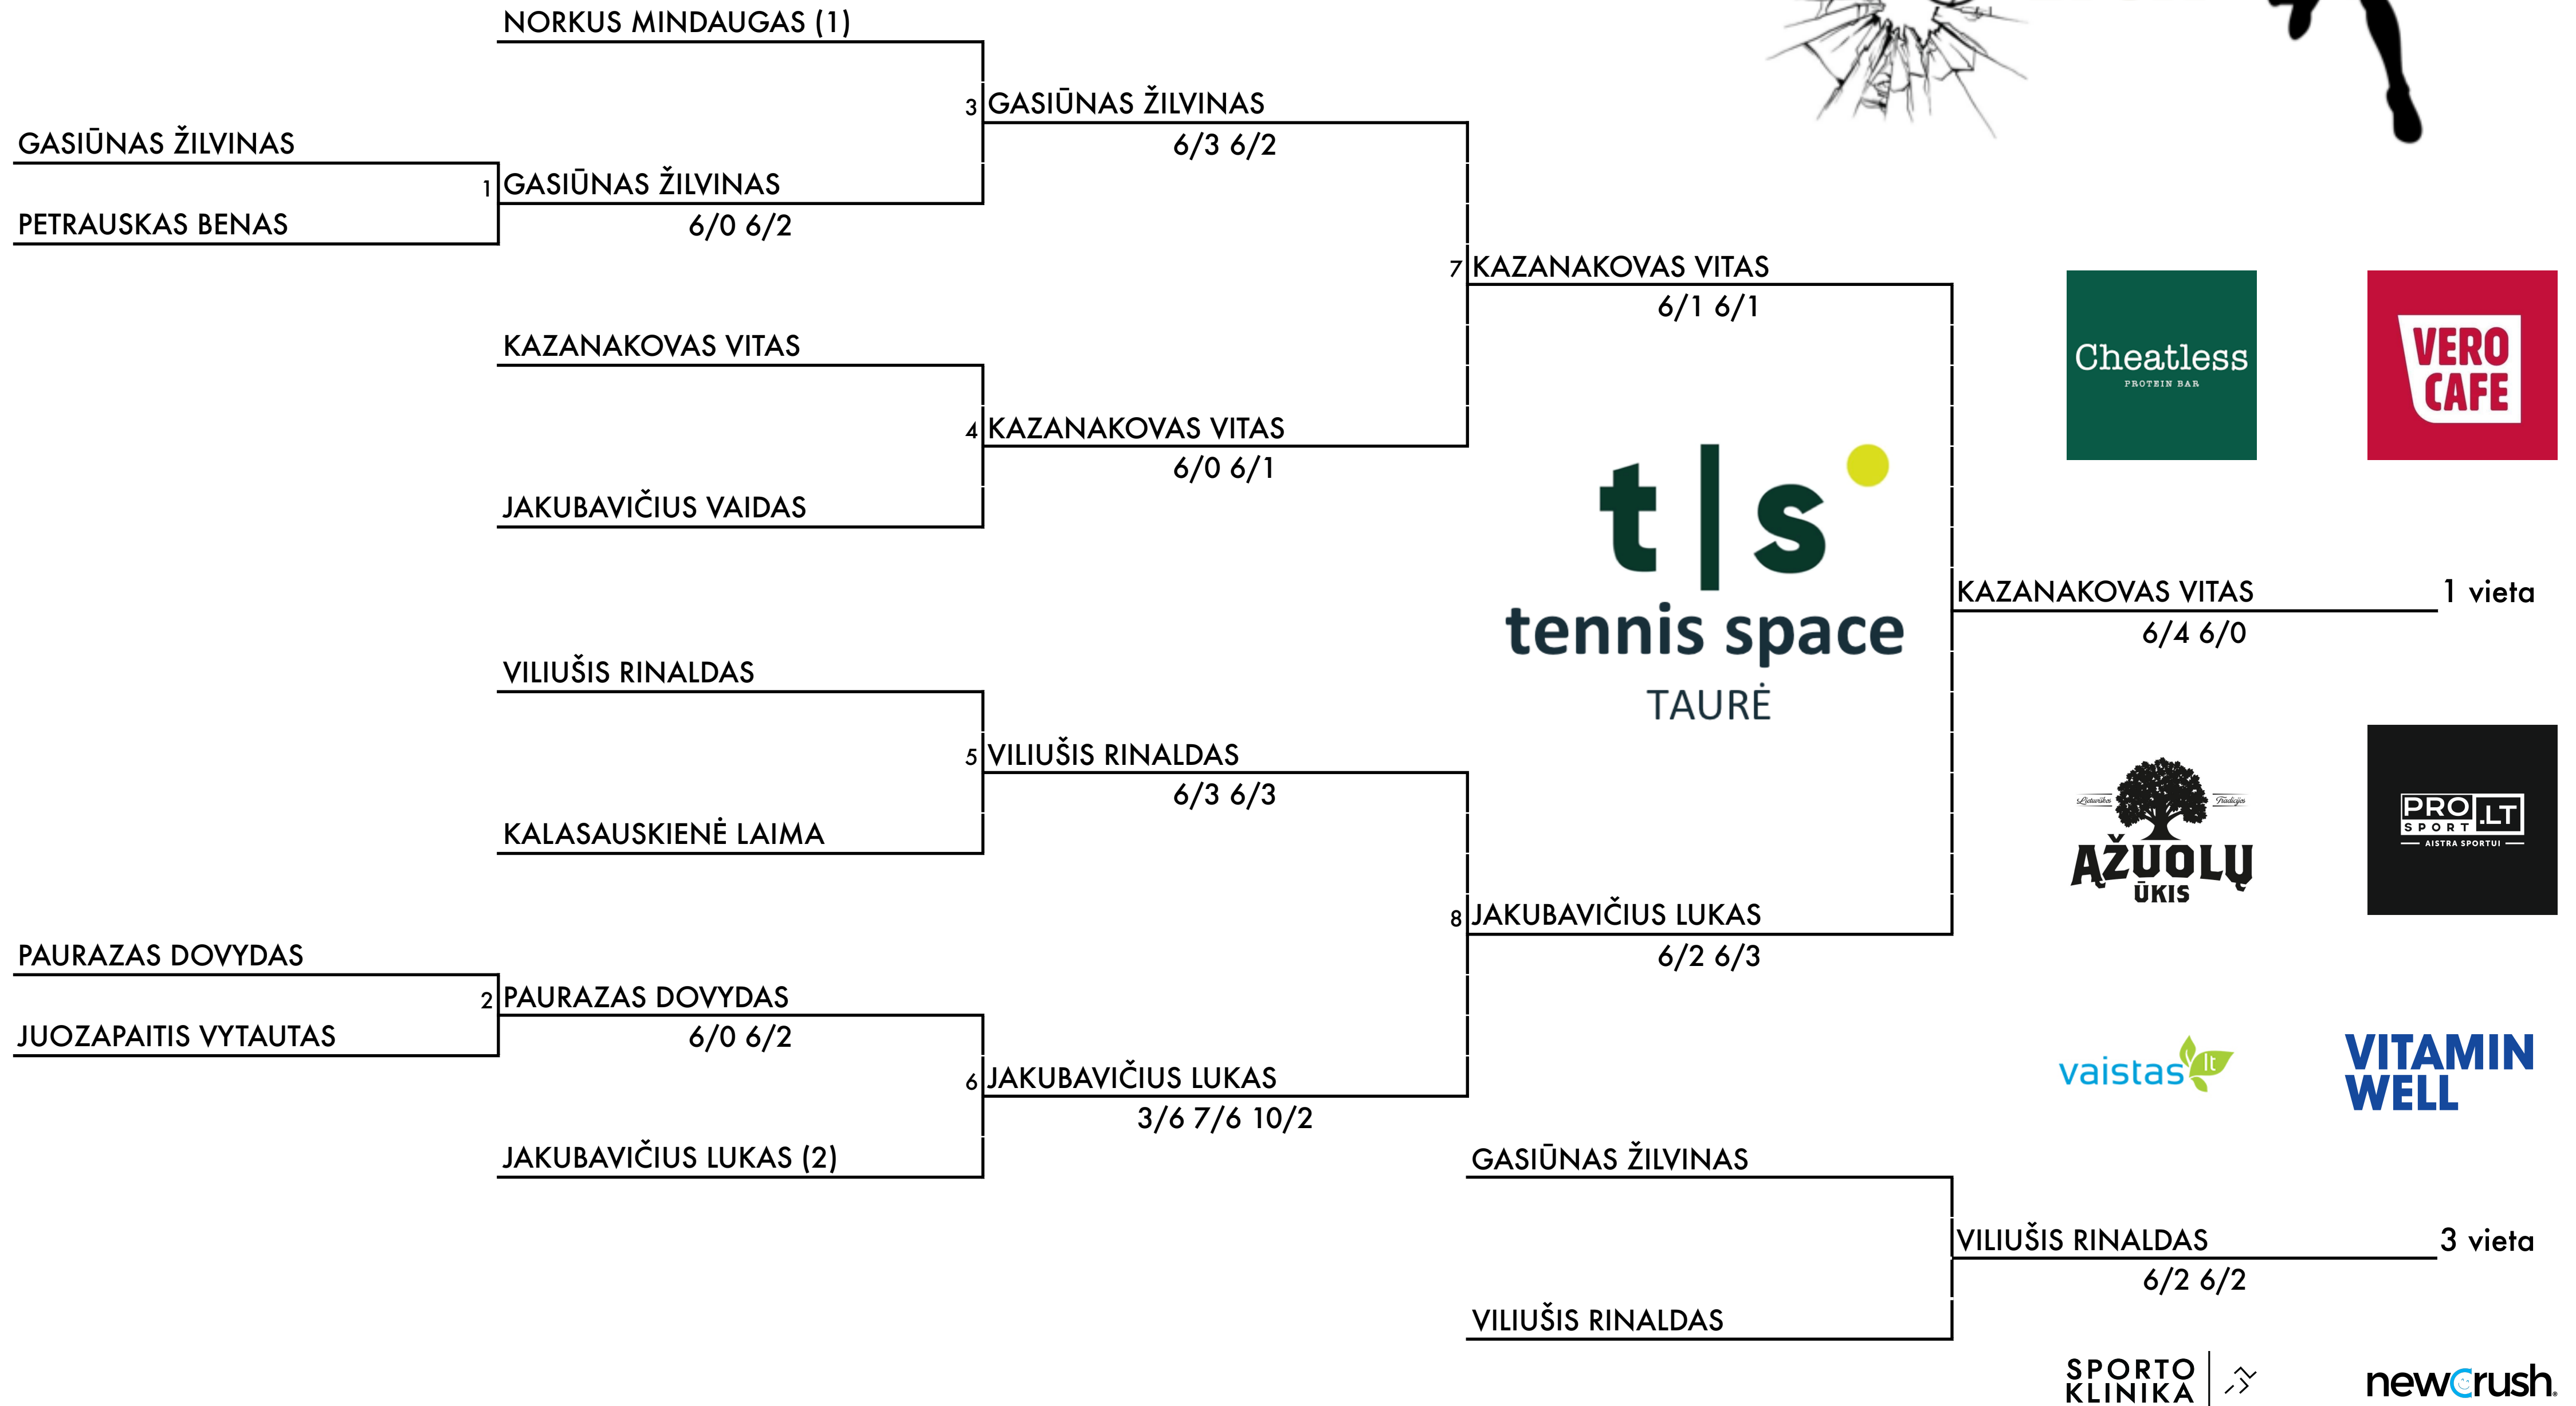 NORKUS MINDAUGAS (1)
3 GASIŪNAS ŽILVINAS
6/3 6/2
GASIŪNAS ŽILVINAS
1 GASIŪNAS ŽILVINAS
6/0 6/2
PETRAUSKAS BENAS
7 KAZANAKOVAS VITAS
6/1 6/1
KAZANAKOVAS VITAS
4 KAZANAKOVAS VITAS
6/0 6/1
JAKUBAVIČIUS VAIDAS
Cheatless
PROTEIN BAR
VERO
CAFE
t|s
tennis space
TAURĖ
KAZANAKOVAS VITAS 1 vieta
6/4 6/0
VILIUŠIS RINALDAS
5 VILIUŠIS RINALDAS
6/3 6/3
KALASAUSKIENĖ LAIMA
Lietuviškos Tradicijos
ĄŽUOLŲ
ŪKIS
PRO .LT
SPORT
AISTRA SPORTUI
8 JAKUBAVIČIUS LUKAS
6/2 6/3
PAURAZAS DOVYDAS
2 PAURAZAS DOVYDAS
6/0 6/2
JUOZAPAITIS VYTAUTAS
6 JAKUBAVIČIUS LUKAS
3/6 7/6 10/2
JAKUBAVIČIUS LUKAS (2)
vaistas lt
VITAMIN
WELL
GASIŪNAS ŽILVINAS
VILIUŠIS RINALDAS 3 vieta
6/2 6/2
VILIUŠIS RINALDAS
SPORTO
KLINIKA
newcrush